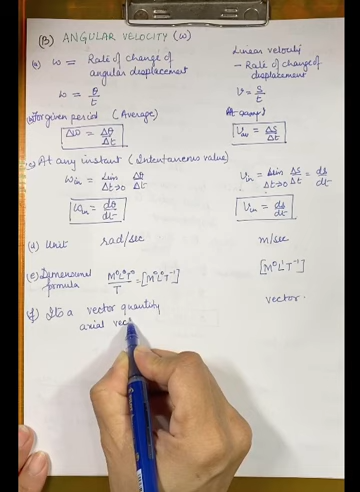 (B) ANGULAR VELOCITY (ω)
(a) ω = Rate of change of angular displacement
Linear velocity
– Rate of change of displacement
ω = θ/t
v = s/t
(b) For given period (Average)
Δω = Δθ/Δt
Vav = Δs/Δt
(c) At any instant (Intentaneous value)
ωin = Lim Δt→0 Δθ/Δt
vin = Lim Δt→0 Δs/Δt = ds/dt
ωin = dθ/dt
Vin = ds/dt
(d) Unit rad/sec m/sec
(e) Dimensional formula M⁰L⁰T⁰/T = [M⁰L⁰T⁻¹] [M⁰L¹T⁻¹]
(f) Its a vector quantity vector.
axial vec